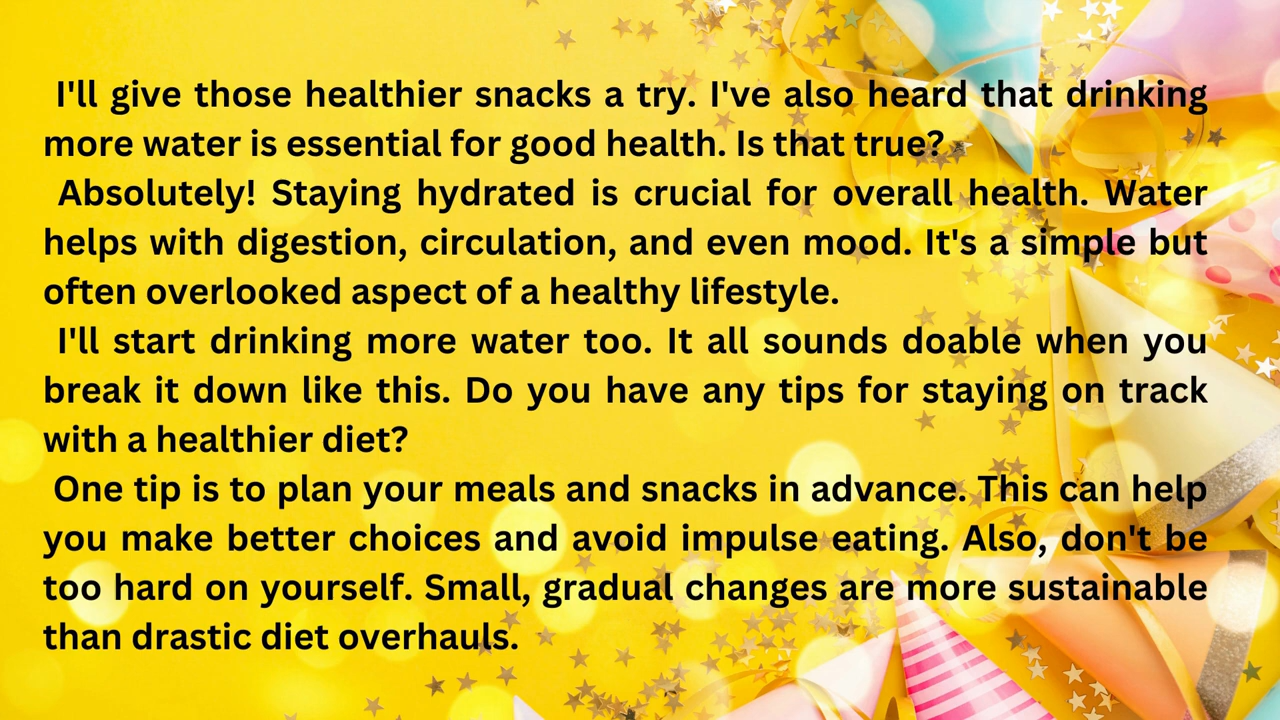 I'll give those healthier snacks a try. I've also heard that drinking
more water is essential for good health. Is that true?
Absolutely! Staying hydrated is crucial for overall health. Water
helps with digestion, circulation, and even mood. It's a simple but
often overlooked aspect of a healthy lifestyle.
I'll start drinking more water too. It all sounds doable when you
break it down like this. Do you have any tips for staying on track
with a healthier diet?
One tip is to plan your meals and snacks in advance. This can help
you make better choices and avoid impulse eating. Also, don't be
too hard on yourself. Small, gradual changes are more sustainable
than drastic diet overhauls.